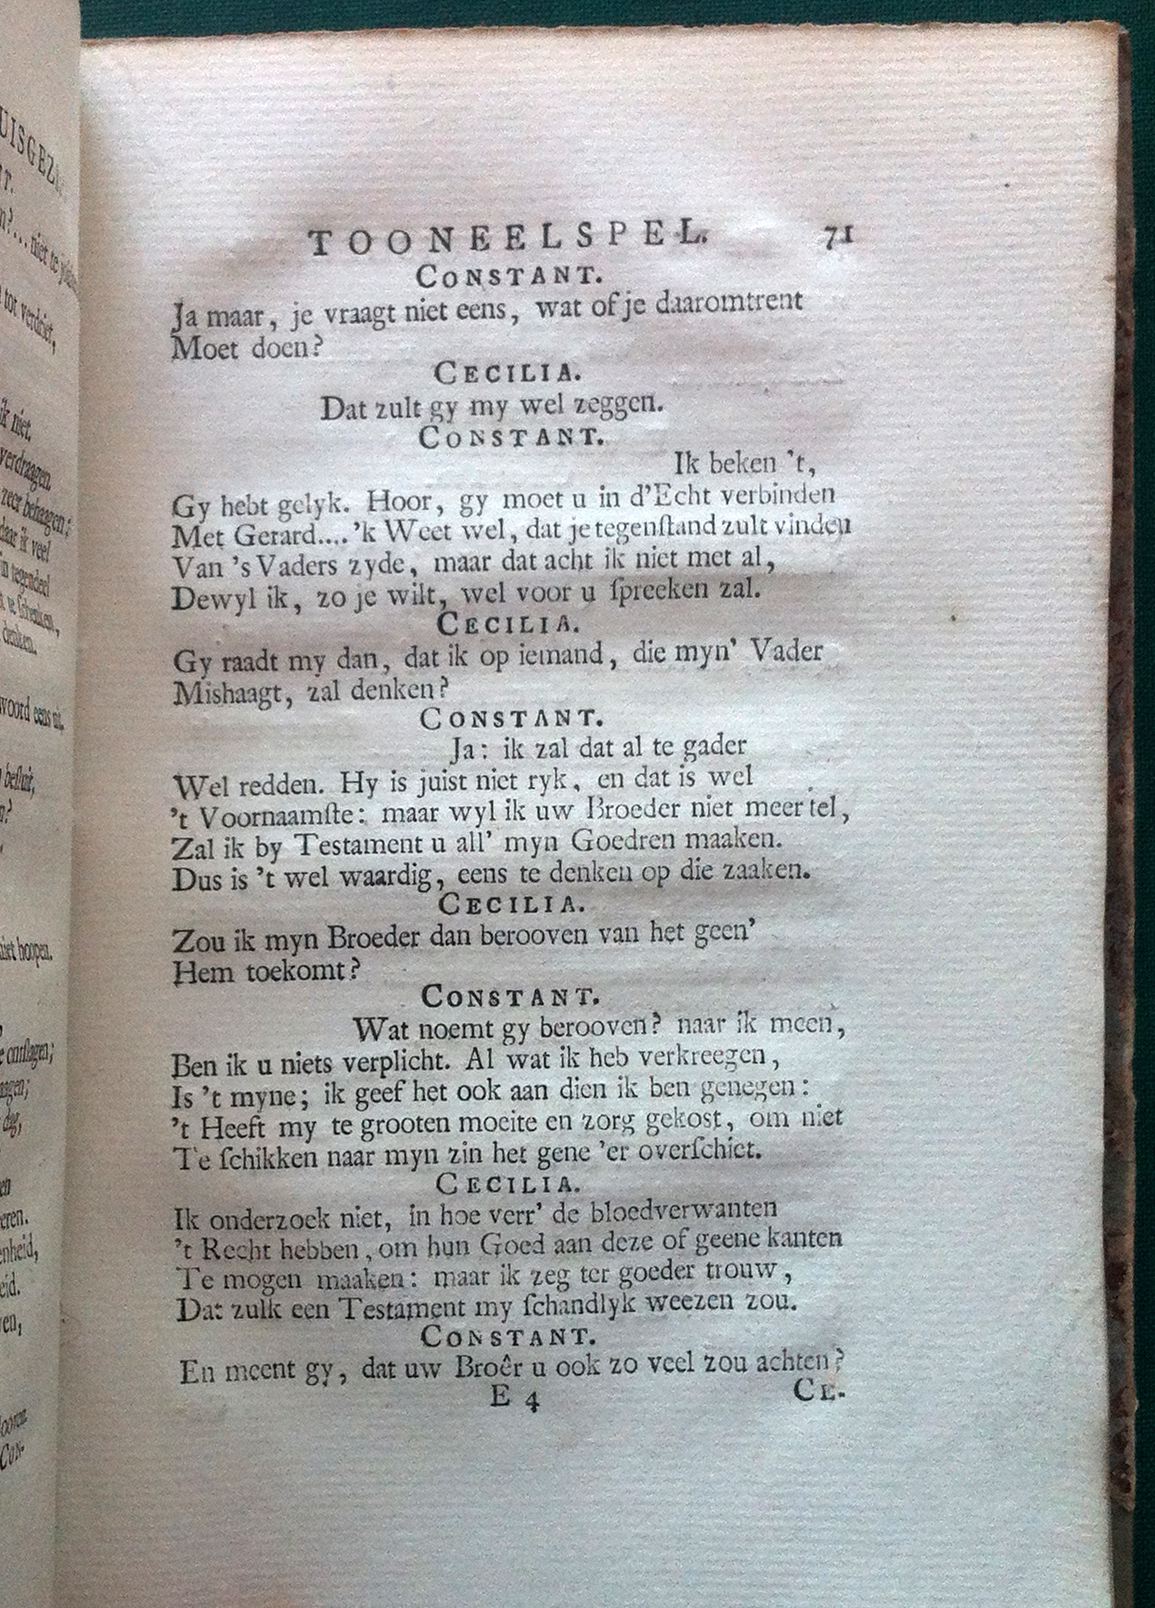 TOONEELSPEL. 71
CONSTANT.
Ja maar, je vraagt niet eens, wat of je daaromtrent
Moet doen?
CECILIA.
Dat zult gy my wel zeggen.
CONSTANT.
Ik beken 't,
Gy hebt gelyk. Hoor, gy moet u in d'Echt verbinden
Met Gerard.... 'k Weet wel, dat je tegenſtand zult vinden
Van 's Vaders zyde, maar dat acht ik niet met al,
Dewyl ik, zo je wilt, wel voor u ſpreeken zal.
CECILIA.
Gy raadt my dan, dat ik op iemand, die myn' Vader
Mishaagt, zal denken?
CONSTANT.
Ja: ik zal dat al te gader
Wel redden. Hy is juist niet ryk, en dat is wel
't Voornaamſte: maar wyl ik uw Broeder niet meer tel,
Zal ik by Testament u all' myn Goedren maaken.
Dus is 't wel waardig, eens te denken op die zaaken.
CECILIA.
Zou ik myn Broeder dan berooven van het geen'
Hem toekomt?
CONSTANT.
Wat noemt gy berooven? naar ik meen,
Ben ik u niets verplicht. Al wat ik heb verkreegen,
Is 't myne; ik geef het ook aan dien ik ben genegen:
't Heeft my te grooten moeite en zorg gekost, om niet
Te ſchikken naar myn zin het gene 'er overſchiet.
CECILIA.
Ik onderzoek niet, in hoe verr' de bloedverwanten
't Recht hebben, om hun Goed aan deze of geene kanten
Te mogen maaken: maar ik zeg ter goeder trouw,
Dat zulk een Testament my ſchandlyk weezen zou.
CONSTANT.
En meent gy, dat uw Broêr u ook zo veel zou achten?
E 4 CE-